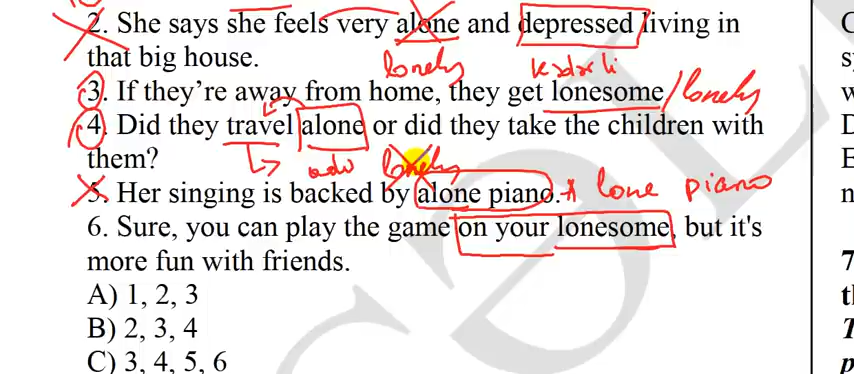 2. She says she feels very alone and depressed living in
that big house.
lonely
3. If they're away from home, they get lonesome /lonely
4. Did they travel alone or did they take the children with
them?
adv lonely
5. Her singing is backed by alone piano. * lone piano
6. Sure, you can play the game on your lonesome, but it's
more fun with friends.
A) 1, 2, 3
B) 2, 3, 4
C) 3, 4, 5, 6
7